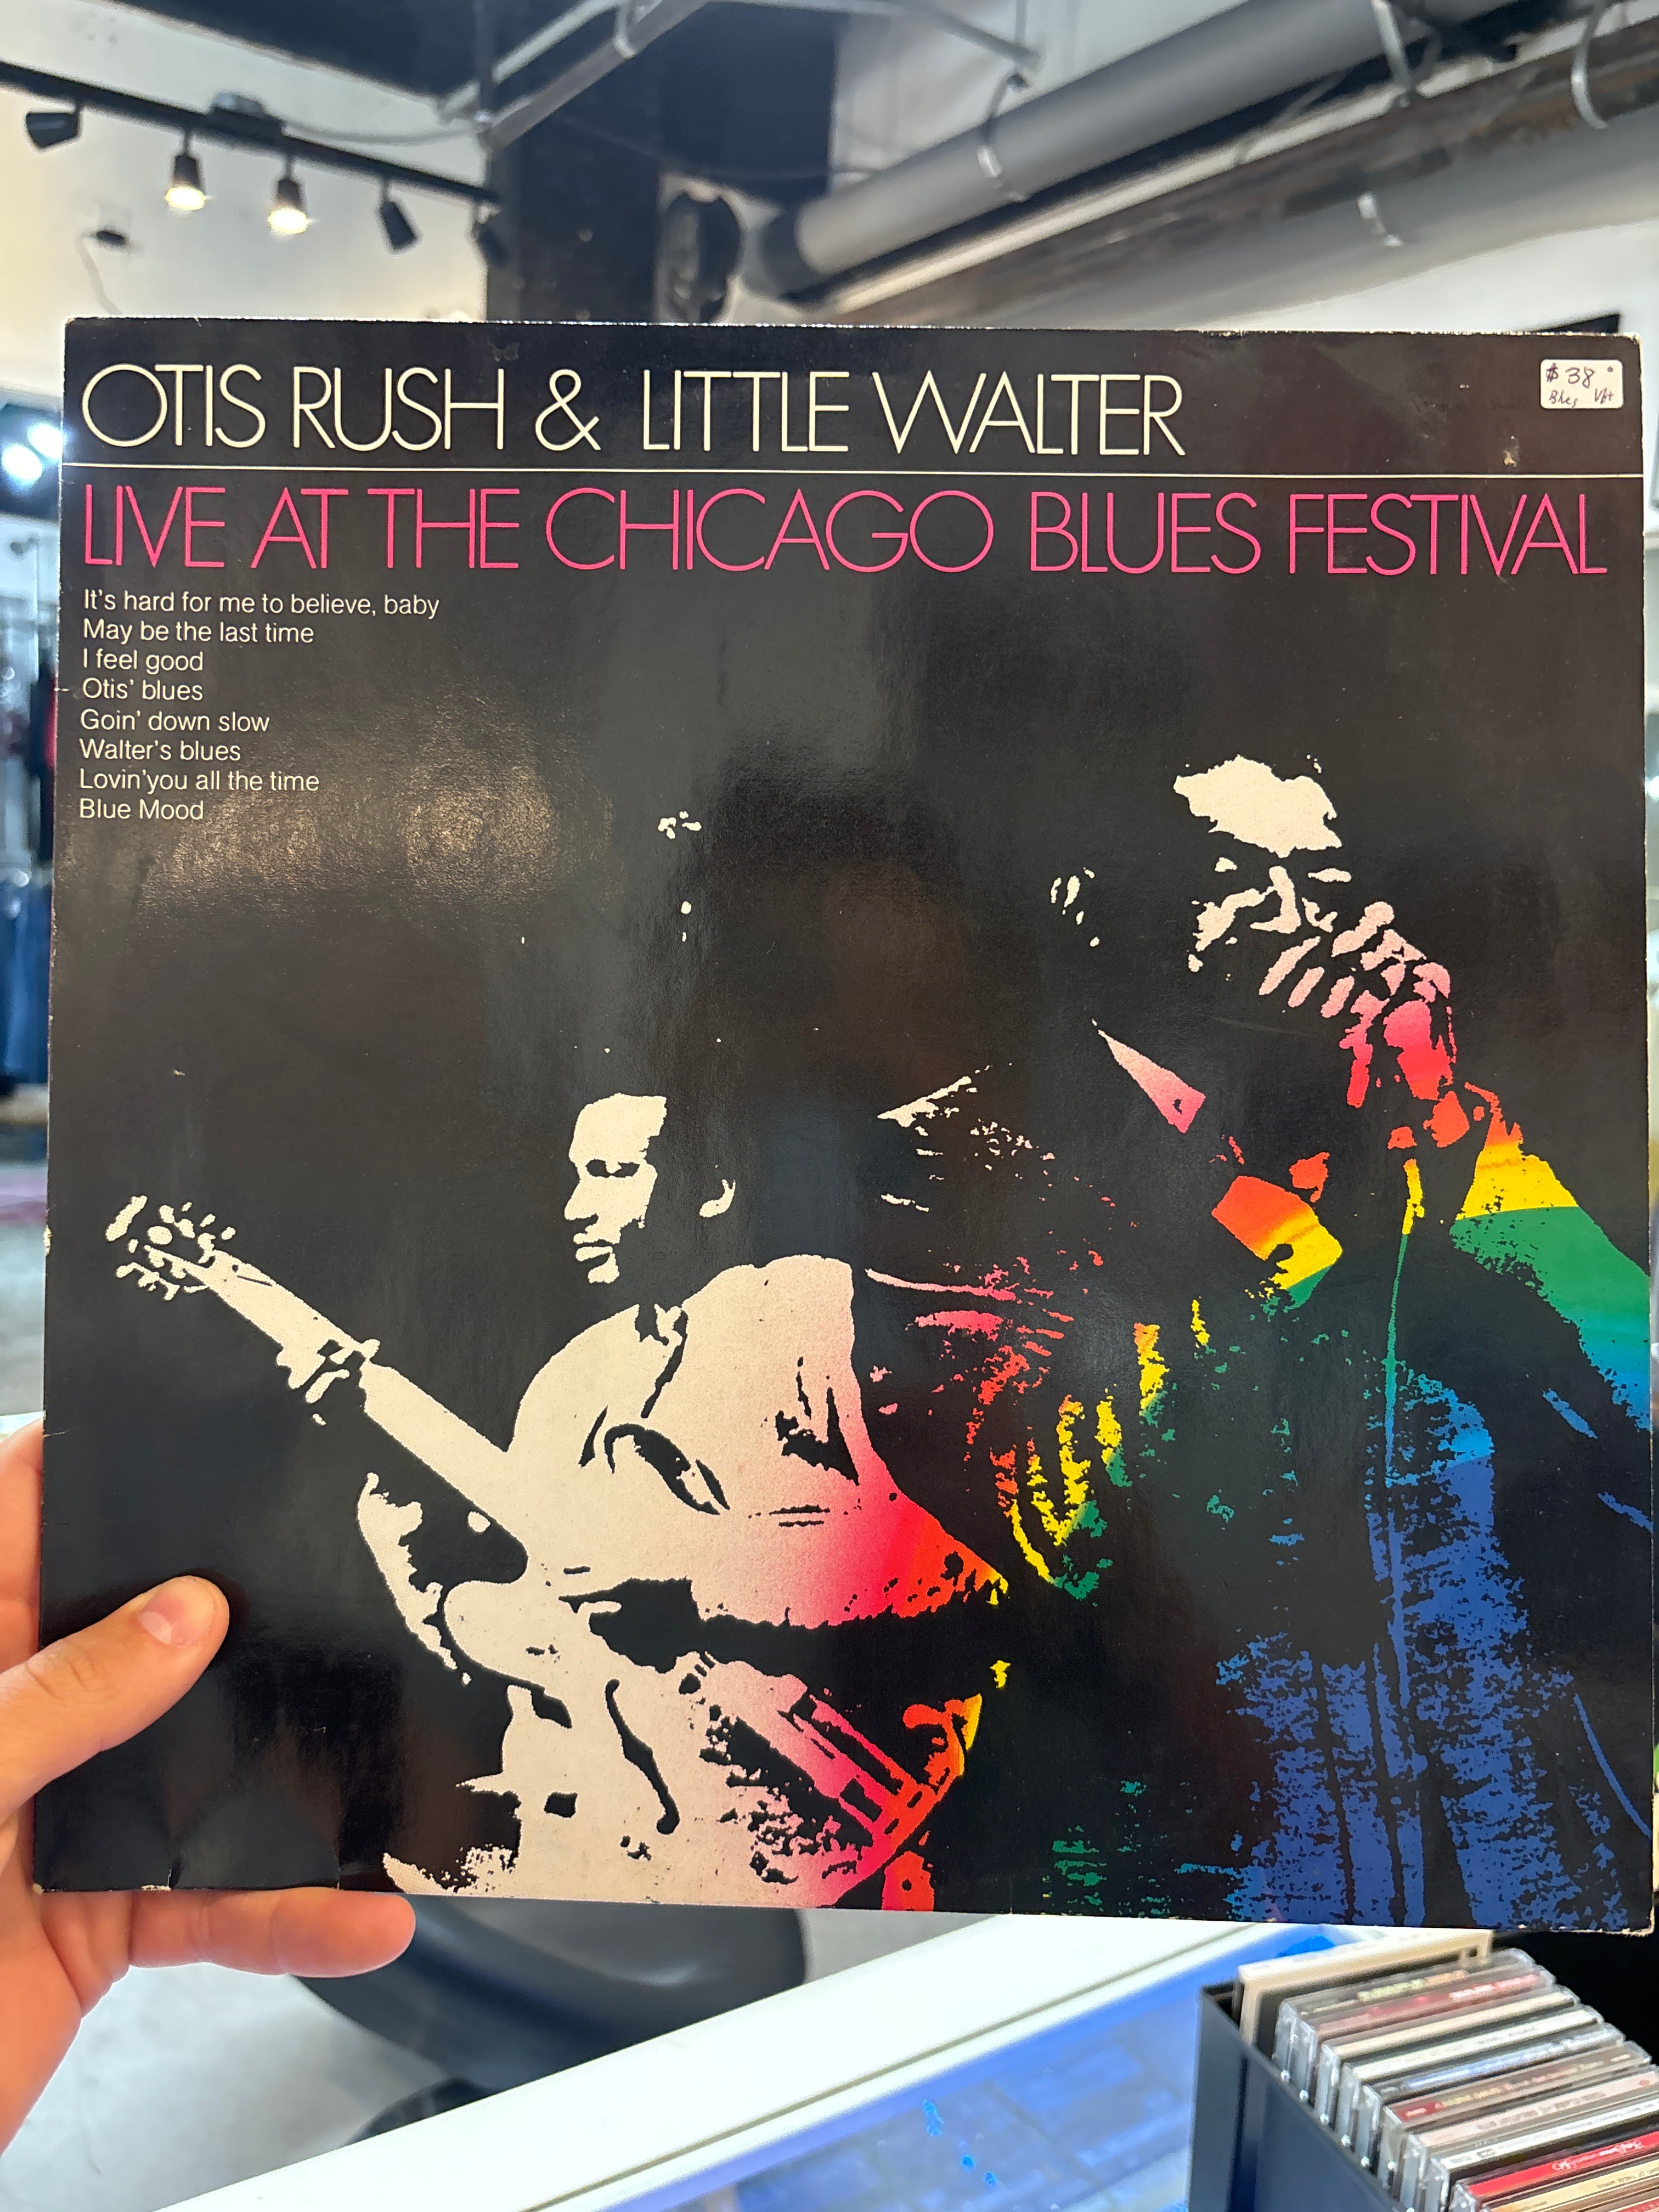 OTIS RUSH & LITTLE WALTER
$38
Blues VG+
LIVE AT THE CHICAGO BLUES FESTIVAL
It's hard for me to believe, baby
May be the last time
I feel good
Otis' blues
Goin' down slow
Walter's blues
Lovin'you all the time
Blue Mood